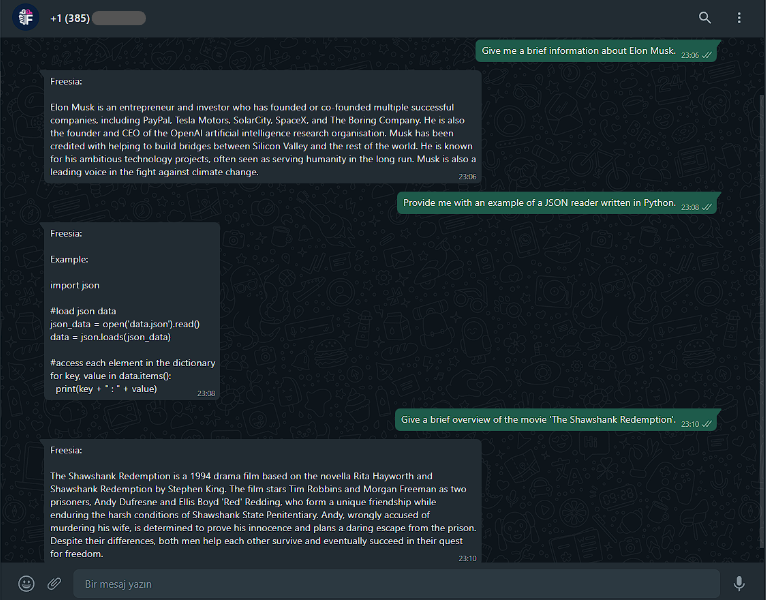 +1 (385)
Give me a brief information about Elon Musk. 23:06
Freesia:
Elon Musk is an entrepreneur and investor who has founded or co-founded multiple successful
companies, including PayPal, Tesla Motors, SolarCity, SpaceX, and The Boring Company. He is also
the founder and CEO of the OpenAI artificial intelligence research organisation. Musk has been
credited with helping to build bridges between Silicon Valley and the rest of the world. He is known
for his ambitious technology projects, often seen as serving humanity in the long run. Musk is also a
leading voice in the fight against climate change.
23:06
Provide me with an example of a JSON reader written in Python. 23:08
Freesia:
Example:
import json
#load json data
json_data = open('data.json').read()
data = json.loads(json_data)
#access each element in the dictionary
for key, value in data.items():
print(key + " : " + value)
23:08
Give a brief overview of the movie 'The Shawshank Redemption'. 23:10
Freesia:
The Shawshank Redemption is a 1994 drama film based on the novella Rita Hayworth and
Shawshank Redemption by Stephen King. The film stars Tim Robbins and Morgan Freeman as two
prisoners, Andy Dufresne and Ellis Boyd 'Red' Redding, who form a unique friendship while
enduring the harsh conditions of Shawshank State Penitentiary. Andy, wrongly accused of
murdering his wife, is determined to prove his innocence and plans a daring escape from the prison.
Despite their differences, both men help each other survive and eventually succeed in their quest
for freedom.
23:10
Bir mesaj yazın